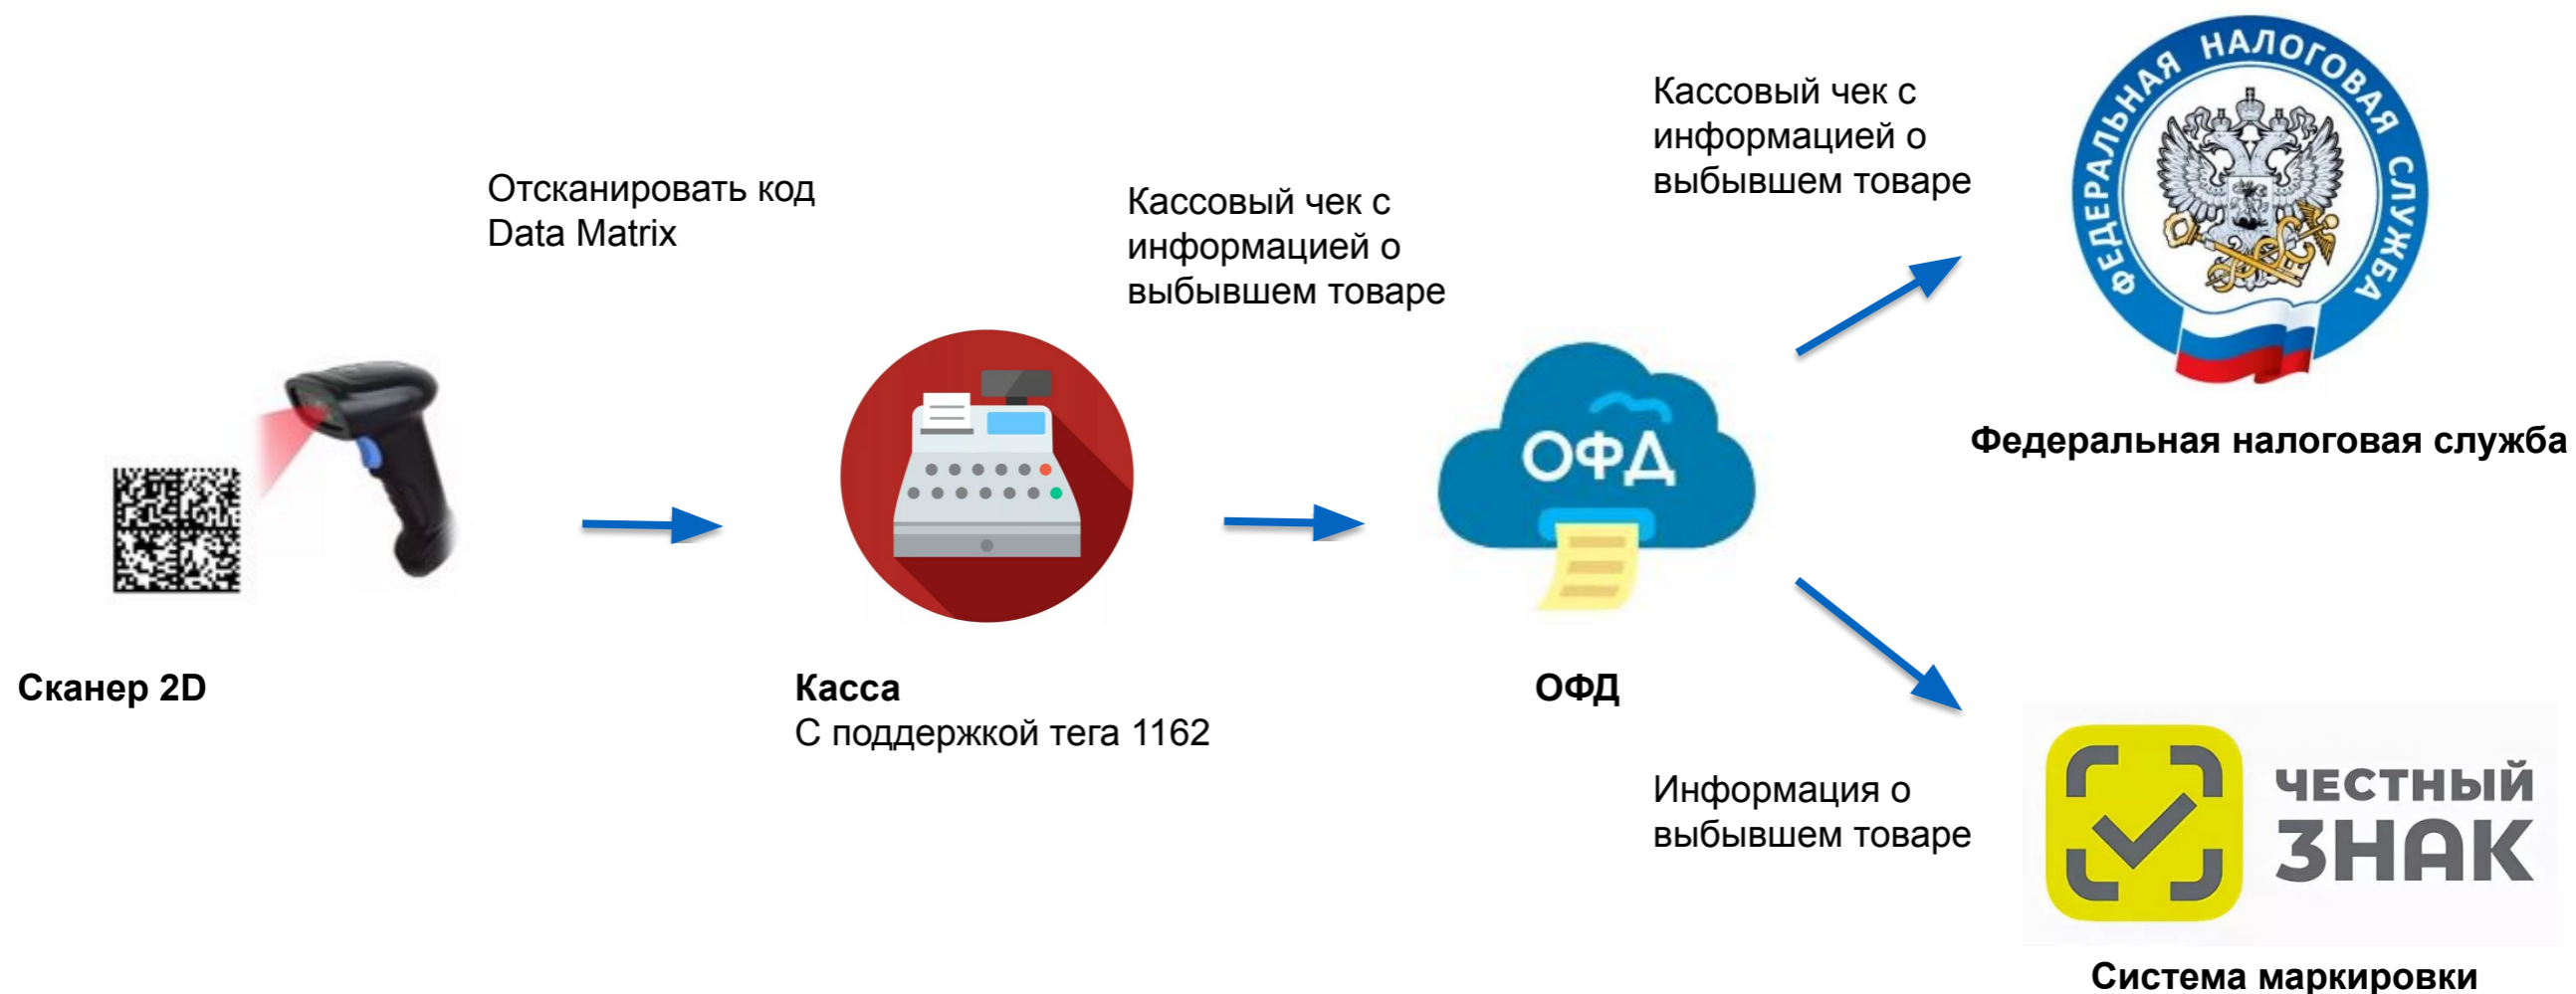 Отсканировать код
Data Matrix
Сканер 2D
Касса
С поддержкой тега 1162
Кассовый чек с
информацией о
выбывшем товаре
ОФД
ОФД
Кассовый чек с
информацией о
выбывшем товаре
ФЕДЕРАЛЬНАЯ НАЛОГОВАЯ СЛУЖБА
Федеральная налоговая служба
Информация о
выбывшем товаре
ЧЕСТНЫЙ
ЗНАК
Система маркировки